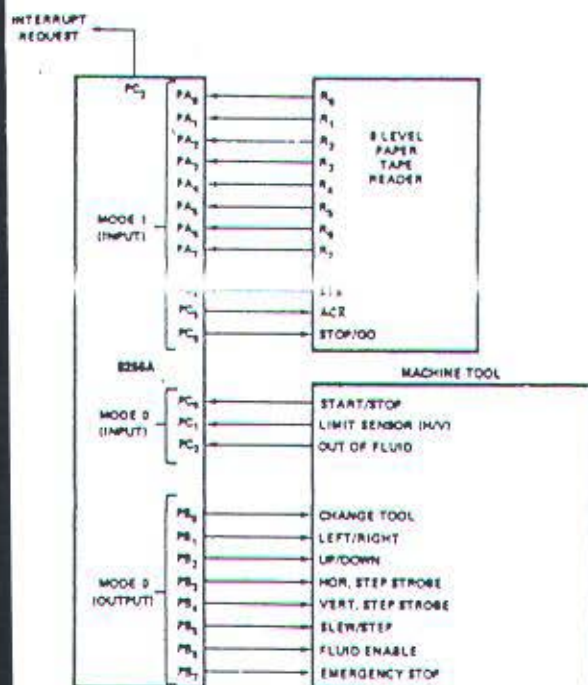 INTERRUPT
REQUEST
PC₃
PA₀
PA₁
PA₂
PA₃
PA₄
PA₅
PA₆
PA₇
MODE 1
(INPUT)
R₀
R₁
R₂
R₃
R₄
R₅
R₆
R₇
8 LEVEL
PAPER
TAPE
READER
ACK
STOP/GO
8255A
MACHINE TOOL
MODE 0
(INPUT)
PC₀
PC₁
PC₂
START/STOP
LIMIT SENSOR (H/V)
OUT OF FLUID
MODE 0
(OUTPUT)
PB₀
PB₁
PB₂
PB₃
PB₄
PB₅
PB₆
PB₇
CHANGE TOOL
LEFT/RIGHT
UP/DOWN
HOR. STEP STROBE
VERT. STEP STROBE
SLEW/STEP
FLUID ENABLE
EMERGENCY STOP